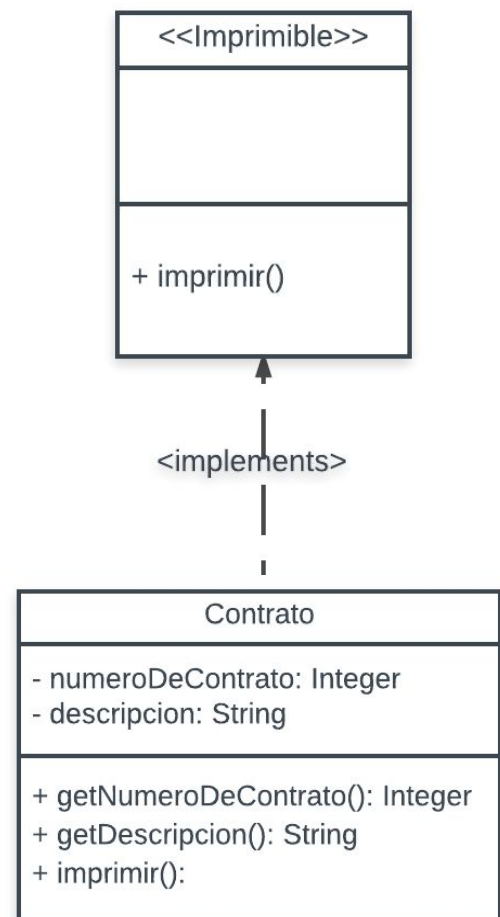 <<Imprimible>>
+ imprimir()
<implements>
Contrato
- numeroDeContrato: Integer
- descripcion: String
+ getNumeroDeContrato(): Integer
+ getDescripcion(): String
+ imprimir():